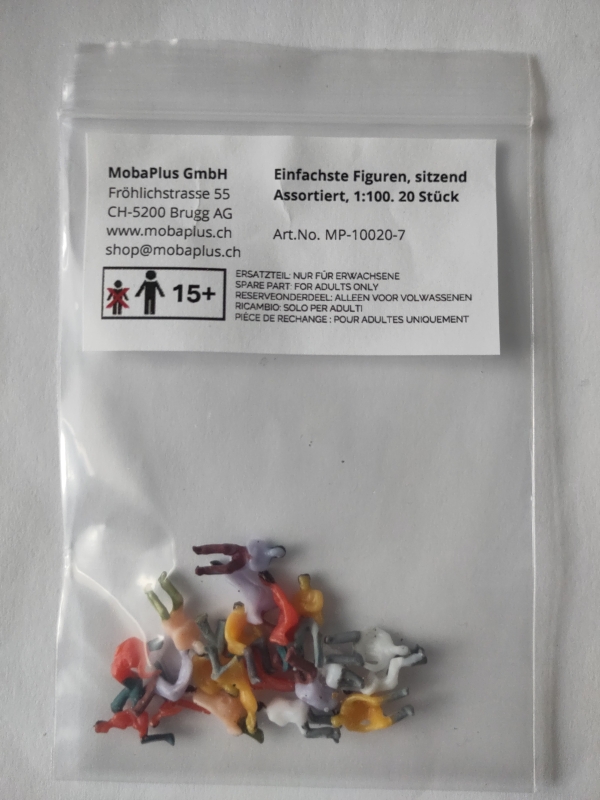 MobaPlus GmbH
Fröhlichstrasse 55
CH-5200 Brugg AG
www.mobaplus.ch
shop@mobaplus.ch
Einfachste Figuren, sitzend
Assortiert, 1:100. 20 Stück
Art.No. MP-10020-7
15+
ERSATZTEIL: NUR FÜR ERWACHSENE
SPARE PART: FOR ADULTS ONLY
RESERVEONDERDEEL: ALLEEN VOOR VOLWASSENEN
RICAMBIO: SOLO PER ADULTI
PIÈCE DE RECHANGE : POUR ADULTES UNIQUEMENT